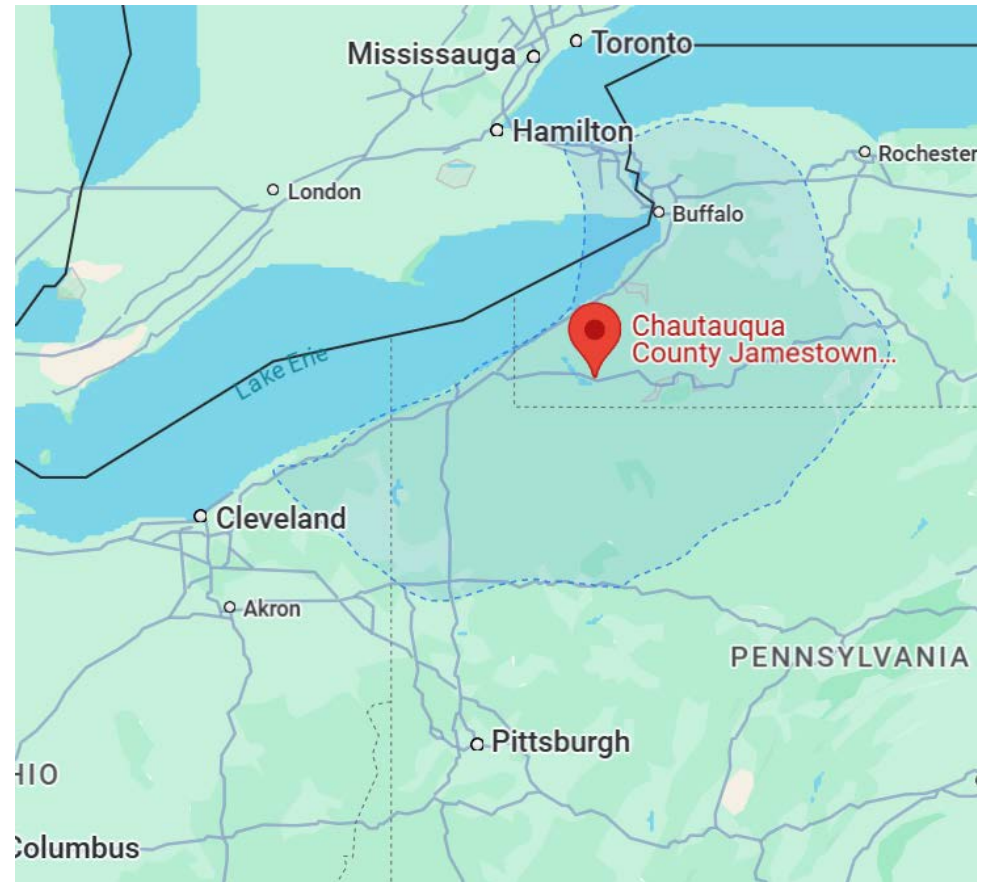 Toronto
Mississauga
Hamilton
Rochester
London
Buffalo
Chautauqua
County Jamestown...
Lake Erie
Cleveland
Akron
PENNSYLVANIA
Pittsburgh
HIO
Columbus